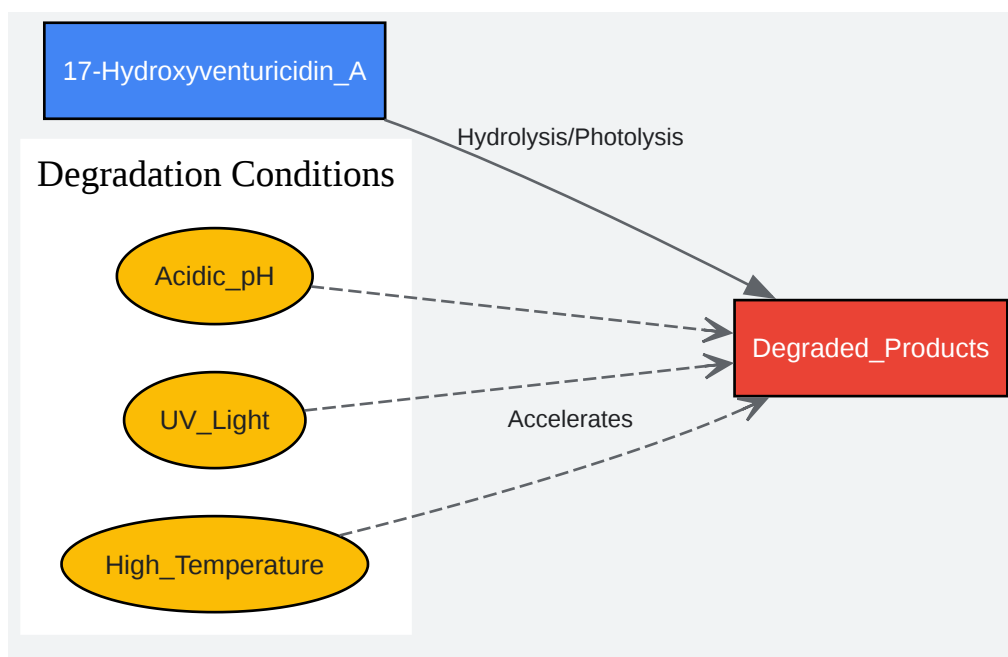 17-Hydroxyventuricidin_A
Hydrolysis/Photolysis
Degradation Conditions
Acidic_pH
Degraded_Products
UV_Light
Accelerates
High_Temperature